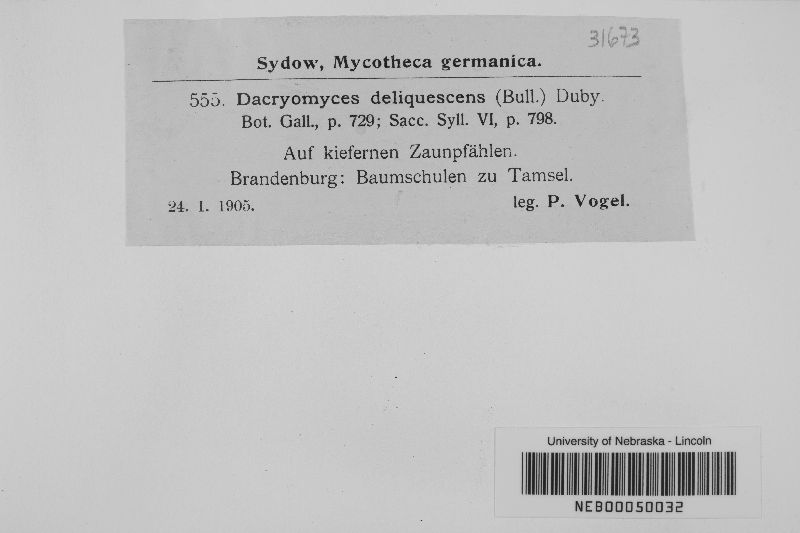 31673
Sydow, Mycotheca germanica.
555. Dacryomyces deliquescens (Bull.) Duby.
Bot. Gall., p. 729; Sacc. Syll. VI, p. 798.
Auf kiefernen Zaunpfählen.
Brandenburg: Baumschulen zu Tamsel.
24. 1. 1905. leg. P. Vogel.
University of Nebraska - Lincoln
NEB00050032